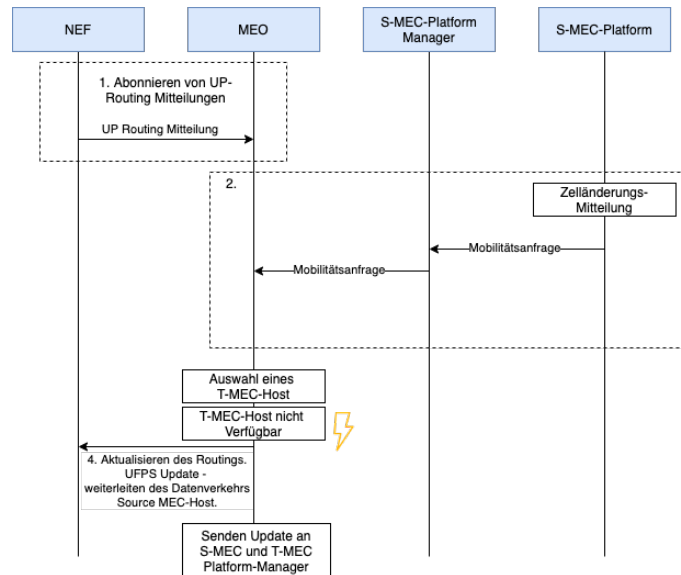 NEF
MEO
S-MEC-Platform
Manager
S-MEC-Platform
1. Abonnieren von UP-
Routing Mitteilungen
UP Routing Mitteilung
2.
Zelländerungs-
Mitteilung
Mobilitätsanfrage
Mobilitätsanfrage
Auswahl eines
T-MEC-Host
T-MEC-Host nicht
Verfügbar
4. Aktualisieren des Routings.
UFPS Update -
weiterleiten des Datenverkehrs
Source MEC-Host.
Senden Update an
S-MEC und T-MEC
Platform-Manager